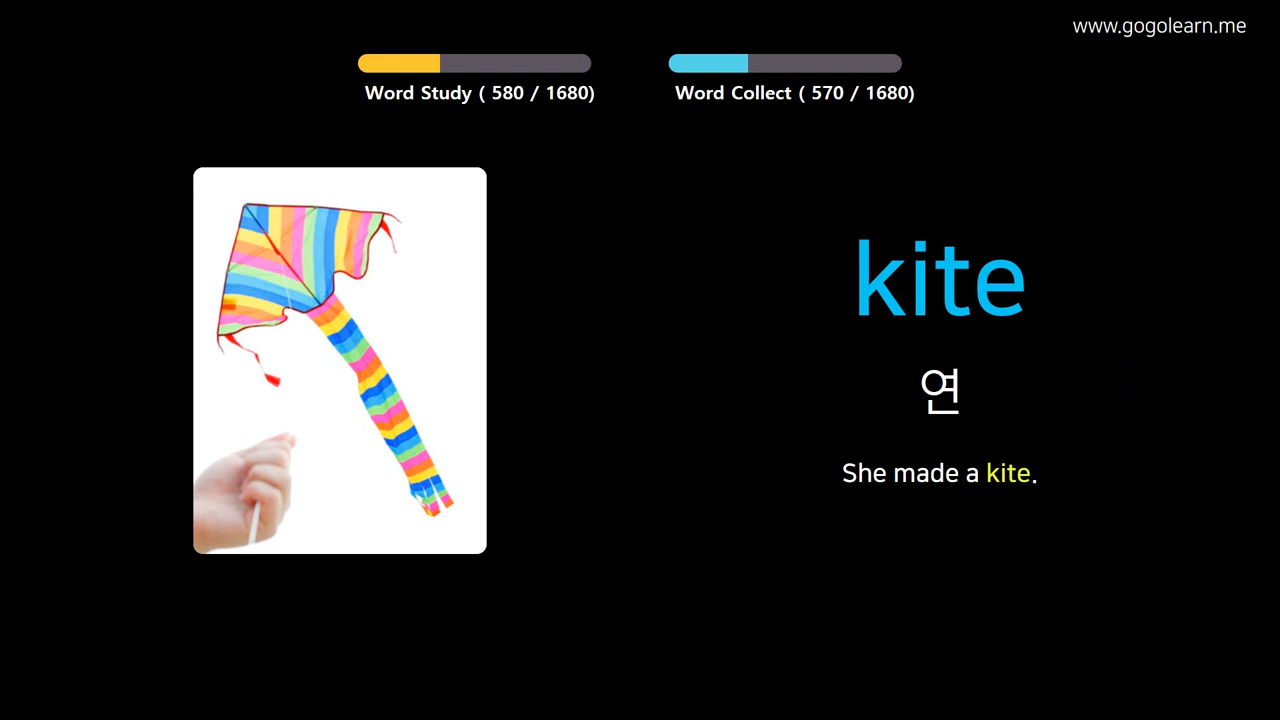 www.gogolearn.me
Word Study ( 580 / 1680)
Word Collect ( 570 / 1680)
kite
연
She made a kite.